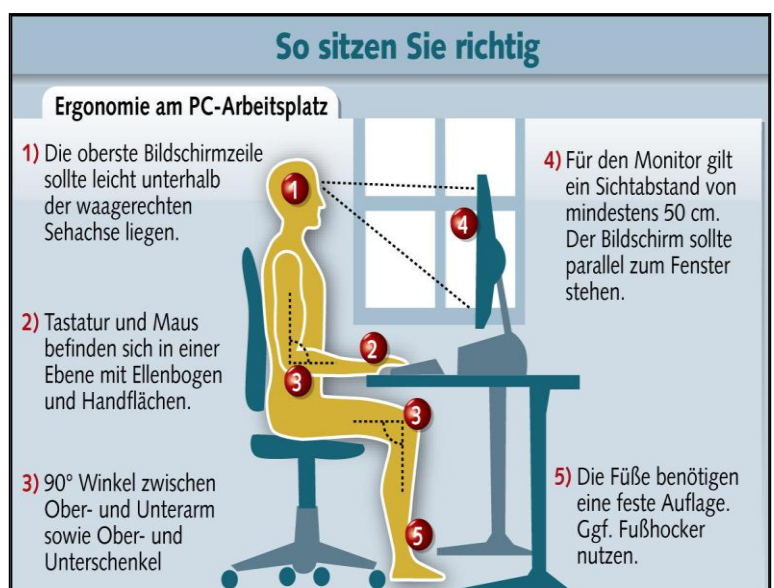 So sitzen Sie richtig
Ergonomie am PC-Arbeitsplatz
1) Die oberste Bildschirmzeile
sollte leicht unterhalb
der waagerechten
Sehachse liegen.
2) Tastatur und Maus
befinden sich in einer
Ebene mit Ellenbogen
und Handflächen.
3) 90° Winkel zwischen
Ober- und Unterarm
sowie Ober- und
Unterschenkel
4) Für den Monitor gilt
ein Sichtabstand von
mindestens 50 cm.
Der Bildschirm sollte
parallel zum Fenster
stehen.
5) Die Füße benötigen
eine feste Auflage.
Ggf. Fußhocker
nutzen.
1
4
2
3
3
5